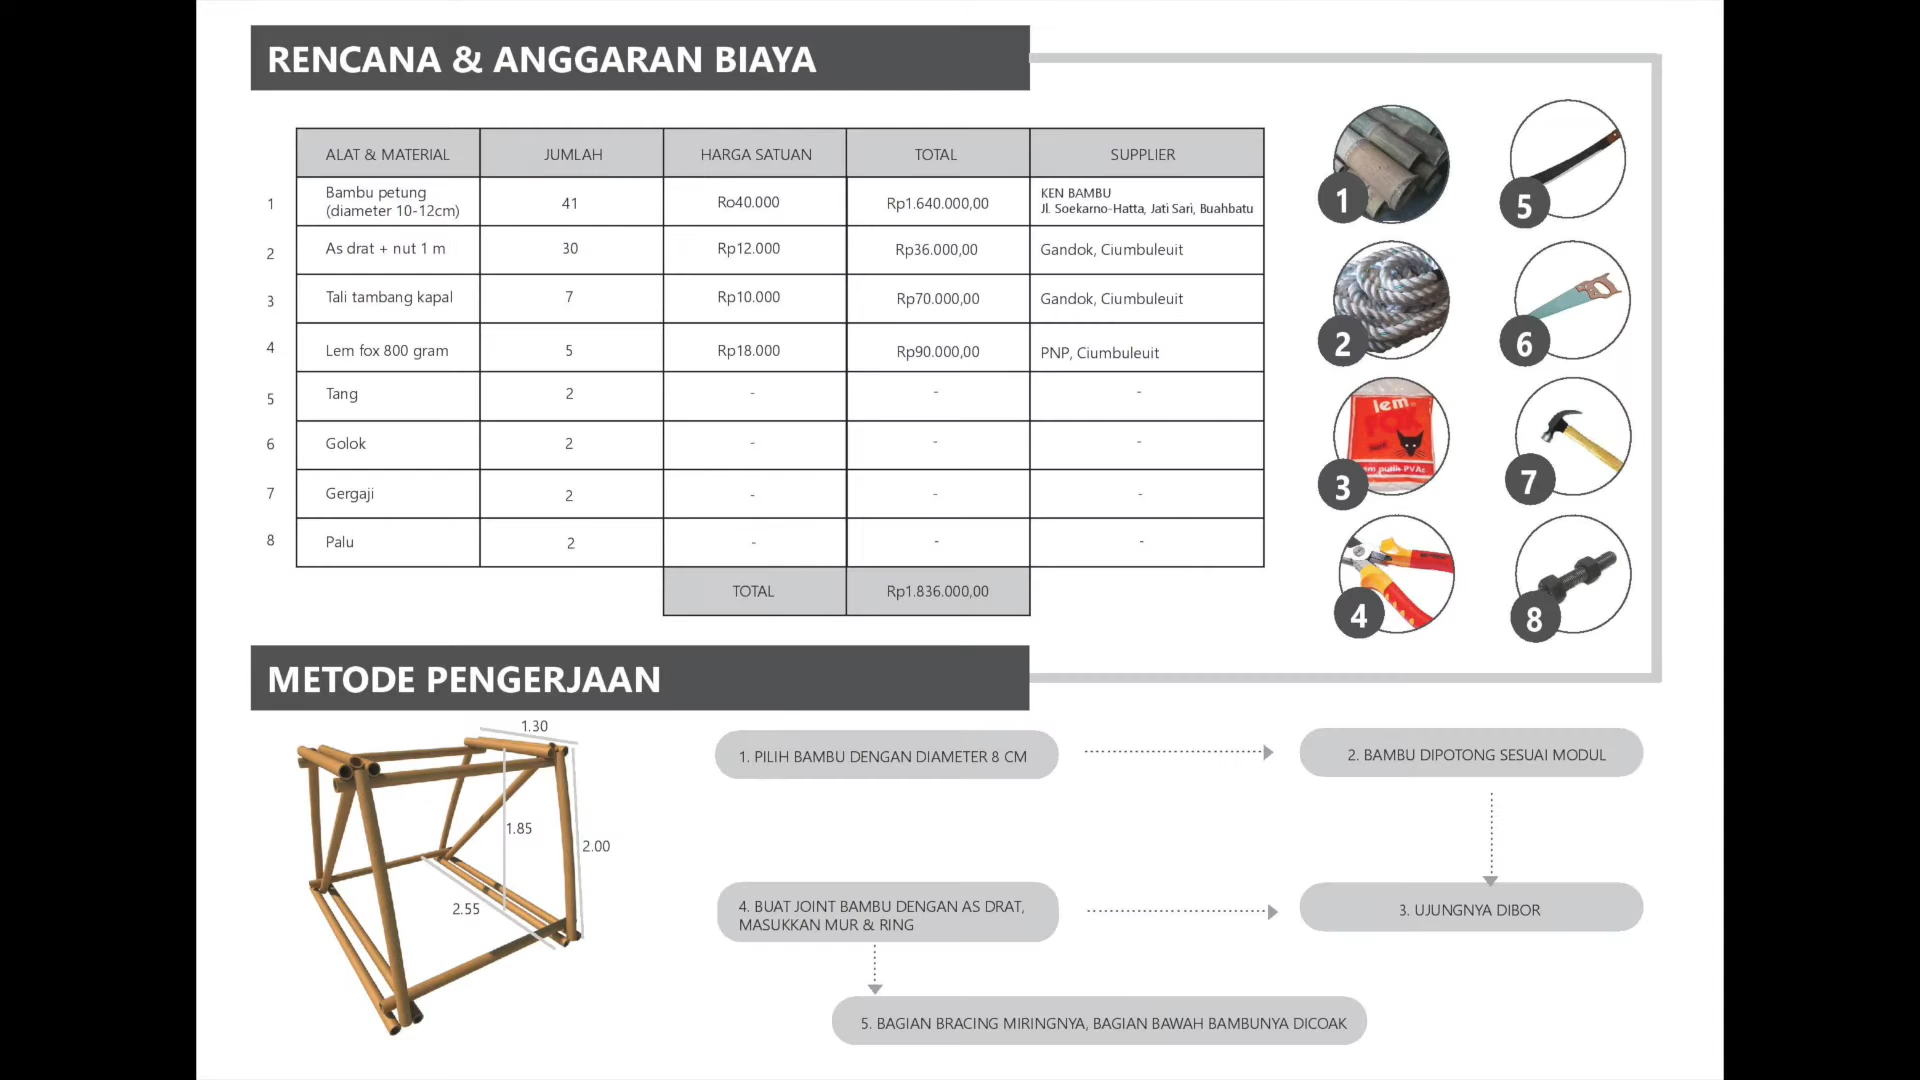 RENCANA & ANGGARAN BIAYA
ALAT & MATERIAL JUMLAH HARGA SATUAN TOTAL SUPPLIER
1 Bambu petung (diameter 10-12cm) 41 Ro40.000 Rp1.640.000,00 KEN BAMBU Jl. Soekarno-Hatta, Jati Sari, Buahbatu
2 As drat + nut 1 m 30 Rp12.000 Rp36.000,00 Gandok, Ciumbuleuit
3 Tali tambang kapal 7 Rp10.000 Rp70.000,00 Gandok, Ciumbuleuit
4 Lem fox 800 gram 5 Rp18.000 Rp90.000,00 PNP, Ciumbuleuit
5 Tang 2 - - -
6 Golok 2 - - -
7 Gergaji 2 - - -
8 Palu 2 - - -
TOTAL Rp1.836.000,00
1
5
2
6
lem
FOX
lem putih PVAc
3
7
4
8
METODE PENGERJAAN
1.30
1.85
2.00
2.55
1. PILIH BAMBU DENGAN DIAMETER 8 CM
2. BAMBU DIPOTONG SESUAI MODUL
3. UJUNGNYA DIBOR
4. BUAT JOINT BAMBU DENGAN AS DRAT,
MASUKKAN MUR & RING
5. BAGIAN BRACING MIRINGNYA, BAGIAN BAWAH BAMBUNYA DICOAK